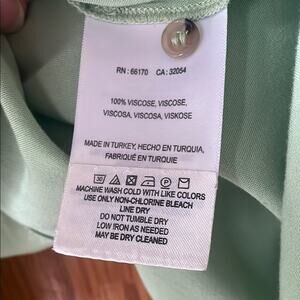 RN : 66170 CA : 32054
100% VISCOSE, VISCOSE,
VISCOSA, VISCOSA, VISKOSE
MADE IN TURKEY, HECHO EN TURQUIA,
FABRIQUÉ EN TURQUIE
30 P
MACHINE WASH COLD WITH LIKE COLORS
USE ONLY NON-CHLORINE BLEACH
LINE DRY
DO NOT TUMBLE DRY
LOW IRON AS NEEDED
MAY BE DRY CLEANED